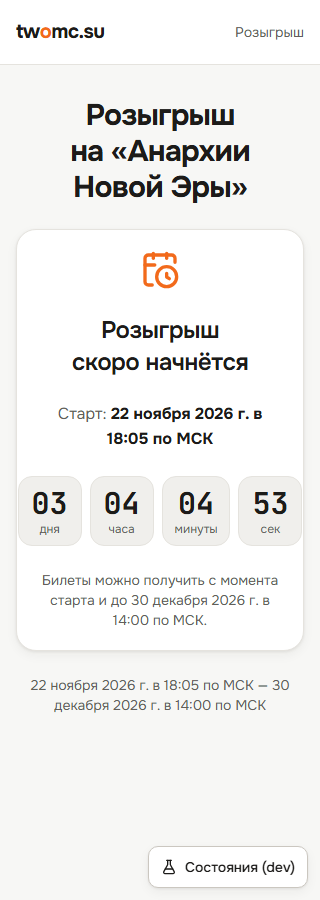 twomc.su
Розыгрыш
Розыгрыш
на «Анархии
Новой Эры»
Розыгрыш
скоро начнётся
Старт: 22 ноября 2026 г. в
18:05 по МСК
03 04 04 53
дня часа минуты сек
Билеты можно получить с момента
старта и до 30 декабря 2026 г. в
14:00 по МСК.
22 ноября 2026 г. в 18:05 по МСК — 30
декабря 2026 г. в 14:00 по МСК
Состояния (dev)